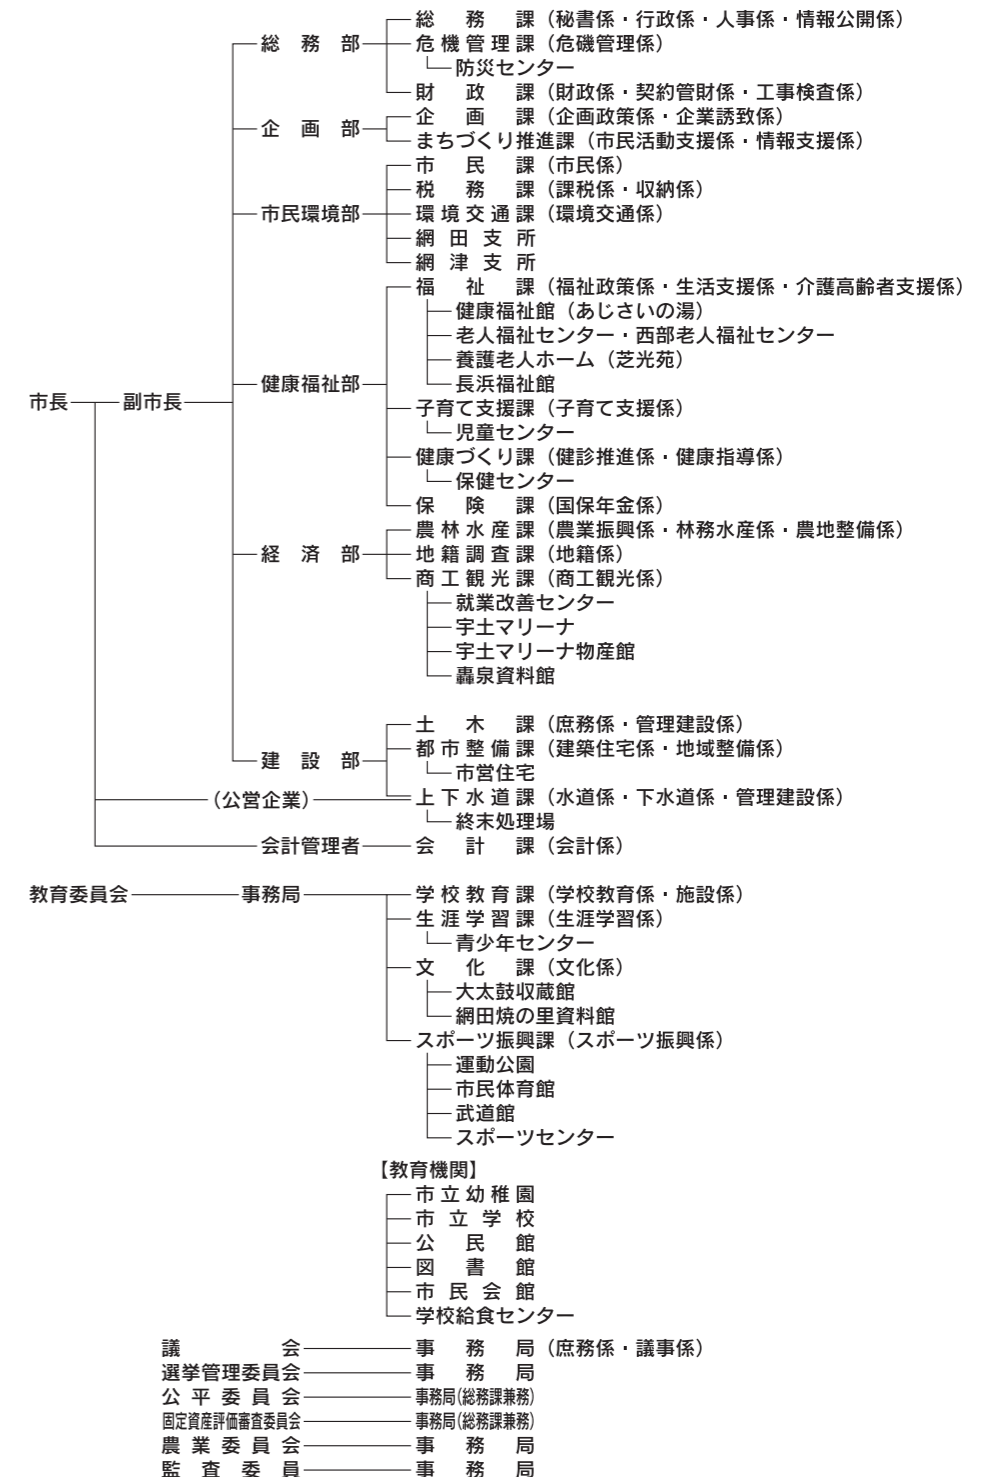 総務課（秘書係・行政係・人事係・情報公開係）
総務部 危機管理課（危磯管理係）
防災センター
財政課（財政係・契約管財係・工事検査係）
企画課（企画政策係・企業誘致係）
企画部
まちづくり推進課（市民活動支援係・情報支援係）
市民課（市民係）
税務課（課税係・収納係）
市民環境部 環境交通課（環境交通係）
網田支所
網津支所
福祉課（福祉政策係・生活支援係・介護高齢者支援係）
健康福祉館（あじさいの湯）
老人福祉センター・西部老人福祉センター
養護老人ホーム（芝光苑）
健康福祉部 長浜福祉館
市長 副市長 子育て支援課（子育て支援係）
児童センター
健康づくり課（健診推進係・健康指導係）
保健センター
保険課（国保年金係）
農林水産課（農業振興係・林務水産係・農地整備係）
経済部 地籍調査課（地籍係）
商工観光課（商工観光係）
就業改善センター
宇土マリーナ
宇土マリーナ物産館
轟泉資料館
土木課（庶務係・管理建設係）
都市整備課（建築住宅係・地域整備係）
建設部 市営住宅
（公営企業） 上下水道課（水道係・下水道係・管理建設係）
終末処理場
会計管理者 会計課（会計係）
教育委員会 事務局 学校教育課（学校教育係・施設係）
生涯学習課（生涯学習係）
青少年センター
文化課（文化係）
大太鼓収蔵館
網田焼の里資料館
スポーツ振興課（スポーツ振興係）
運動公園
市民体育館
武道館
スポーツセンター
【教育機関】
市立幼稚園
市立学校
公民館
図書館
市民会館
学校給食センター
議会 事務局（庶務係・議事係）
選挙管理委員会 事務局
公平委員会 事務局（総務課兼務）
固定資産評価審査委員会 事務局（総務課兼務）
農業委員会 事務局
監査委員 事務局